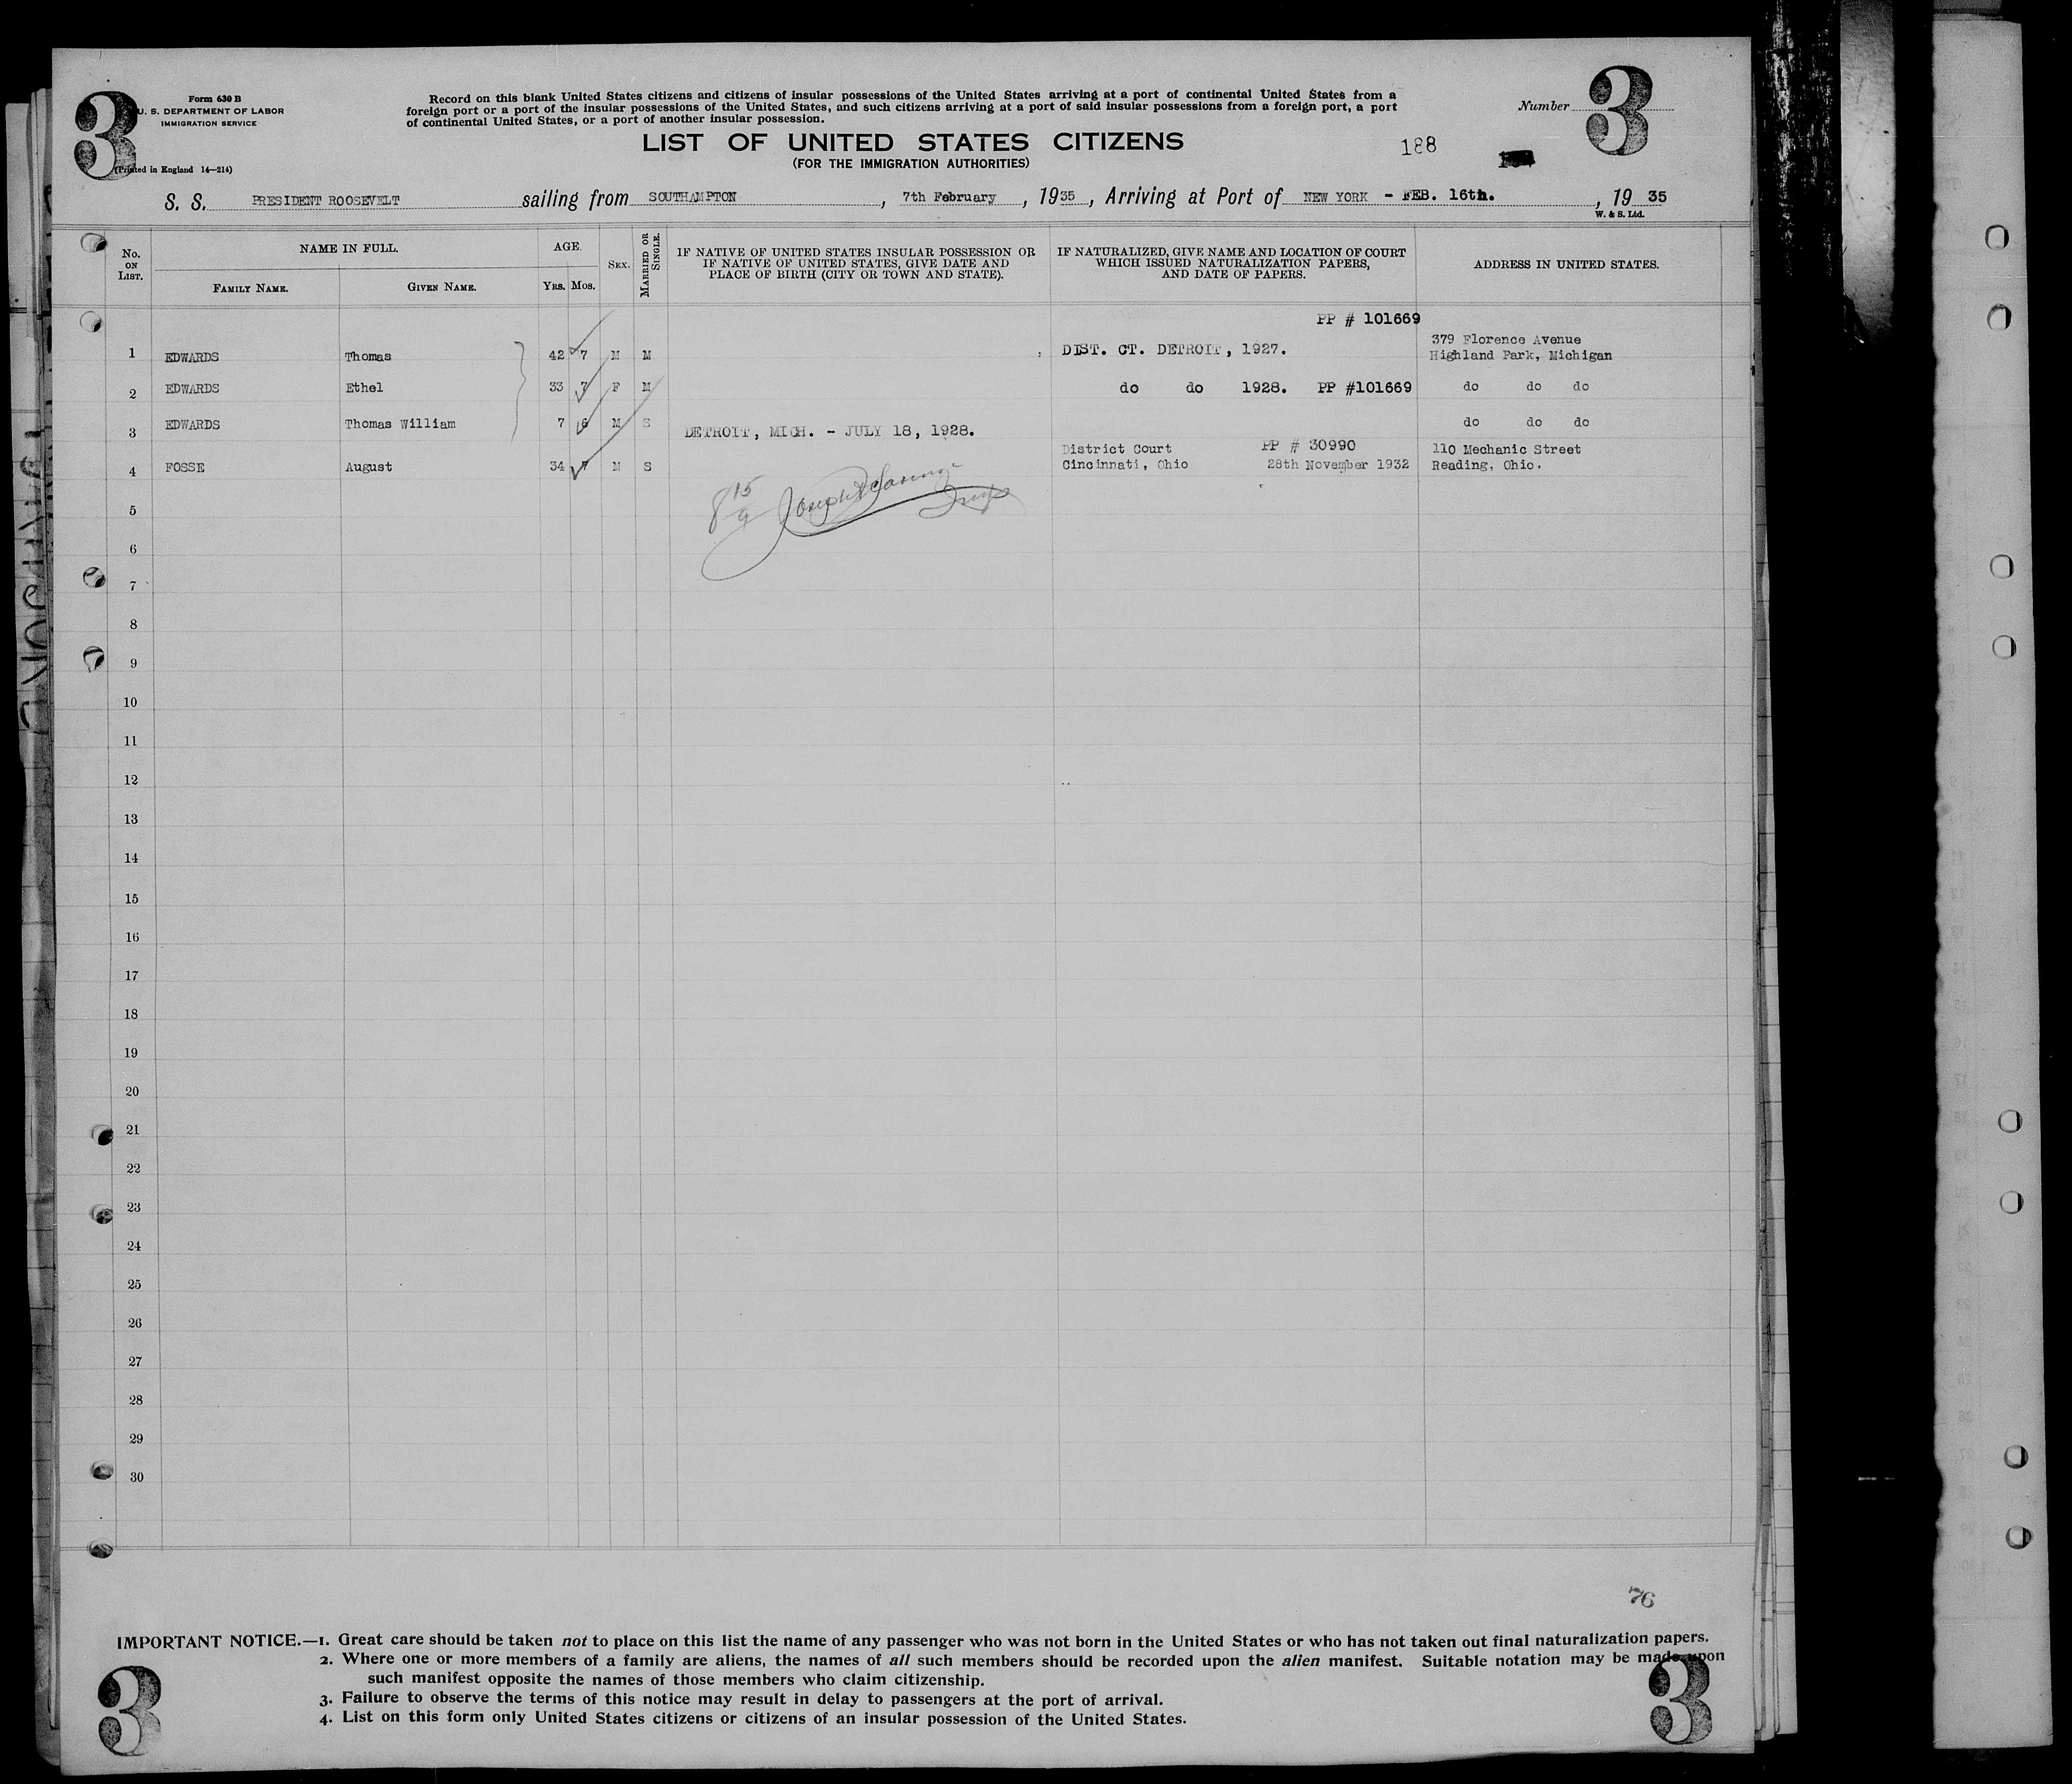 3
Form 630 B
U. S. DEPARTMENT OF LABOR
IMMIGRATION SERVICE
(Printed in England 14—214)
Record on this blank United States citizens and citizens of insular possessions of the United States arriving at a port of continental United States from a
foreign port or a port of the insular possessions of the United States, and such citizens arriving at a port of said insular possessions from a foreign port, a port
of continental United States, or a port of another insular possession.
LIST OF UNITED STATES CITIZENS
(FOR THE IMMIGRATION AUTHORITIES)
188
Number
3
S. S. PRESIDENT ROOSEVELT sailing from SOUTHAMPTON, 7th February, 1935, Arriving at Port of NEW YORK - FEB. 16th., 19 35
W. & S. Ltd.
No. ON LIST.
NAME IN FULL.
FAMILY NAME.
GIVEN NAME.
AGE.
YRS. MOS.
SEX.
MARRIED OR SINGLE.
IF NATIVE OF UNITED STATES INSULAR POSSESSION OR
IF NATIVE OF UNITED STATES, GIVE DATE AND
PLACE OF BIRTH (CITY OR TOWN AND STATE).
IF NATURALIZED, GIVE NAME AND LOCATION OF COURT
WHICH ISSUED NATURALIZATION PAPERS,
AND DATE OF PAPERS.
ADDRESS IN UNITED STATES.
PP # 101669
379 Florence Avenue
1 EDWARDS Thomas 42 7 M M DIST. CT. DETROIT, 1927. Highland Park, Michigan
2 EDWARDS Ethel 33 7 F M do do 1928. PP #101669 do do do
3 EDWARDS Thomas William 7 6 M S DETROIT, MICH. - JULY 18, 1928. do do do
District Court PP # 30990 110 Mechanic Street
4 FOSSE August 34 7 M S Cincinnati, Ohio 28th November 1932 Reading, Ohio.
5
6
7
8
9
10
11
12
13
14
15
16
17
18
19
20
21
22
23
24
25
26
27
28
29
30
76
IMPORTANT NOTICE.—1. Great care should be taken not to place on this list the name of any passenger who was not born in the United States or who has not taken out final naturalization papers.
2. Where one or more members of a family are aliens, the names of all such members should be recorded upon the alien manifest. Suitable notation may be made upon
such manifest opposite the names of those members who claim citizenship.
3. Failure to observe the terms of this notice may result in delay to passengers at the port of arrival.
4. List on this form only United States citizens or citizens of an insular possession of the United States.
3
3